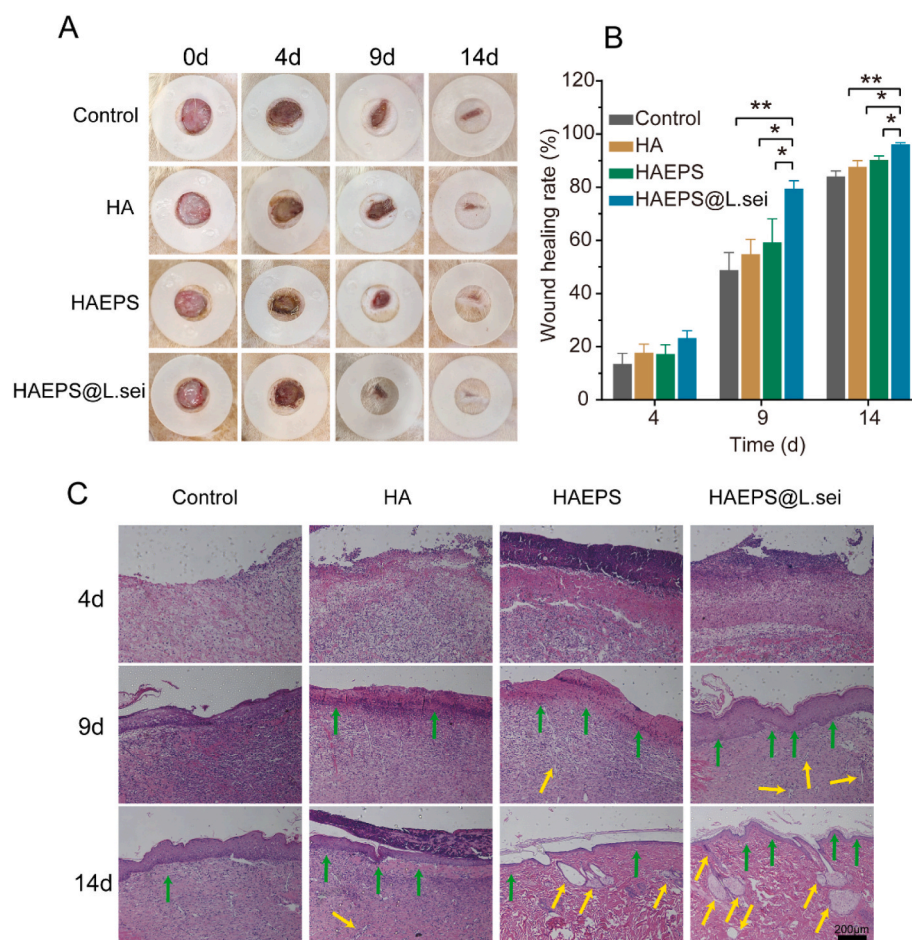 A
0d 4d 9d 14d
Control
HA
HAEPS
HAEPS@L.sei
B
Wound healing rate (%)
120
100
80
60
40
20
0
Control
HA
HAEPS
HAEPS@L.sei
** * *
** * *
4 9 14
Time (d)
C
Control HA HAEPS HAEPS@L.sei
4d
9d
14d
200μm